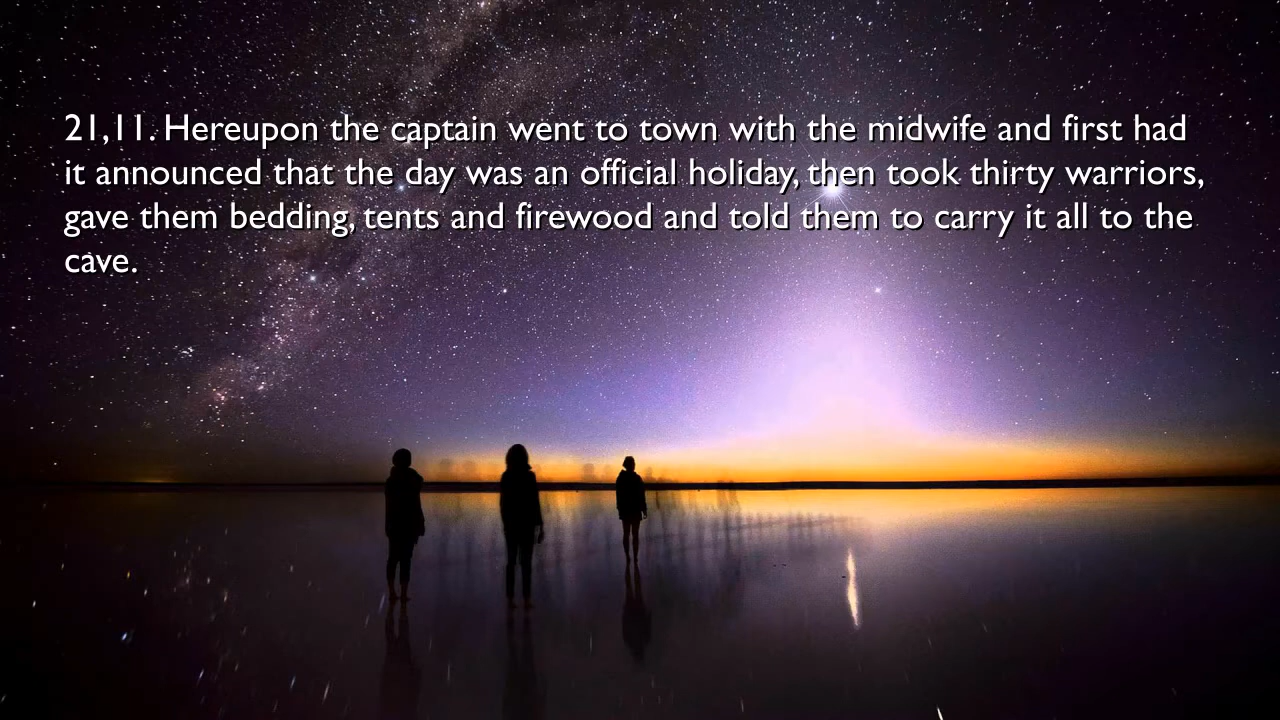 21,11. Hereupon the captain went to town with the midwife and first had
it announced that the day was an official holiday, then took thirty warriors,
gave them bedding, tents and firewood and told them to carry it all to the
cave.